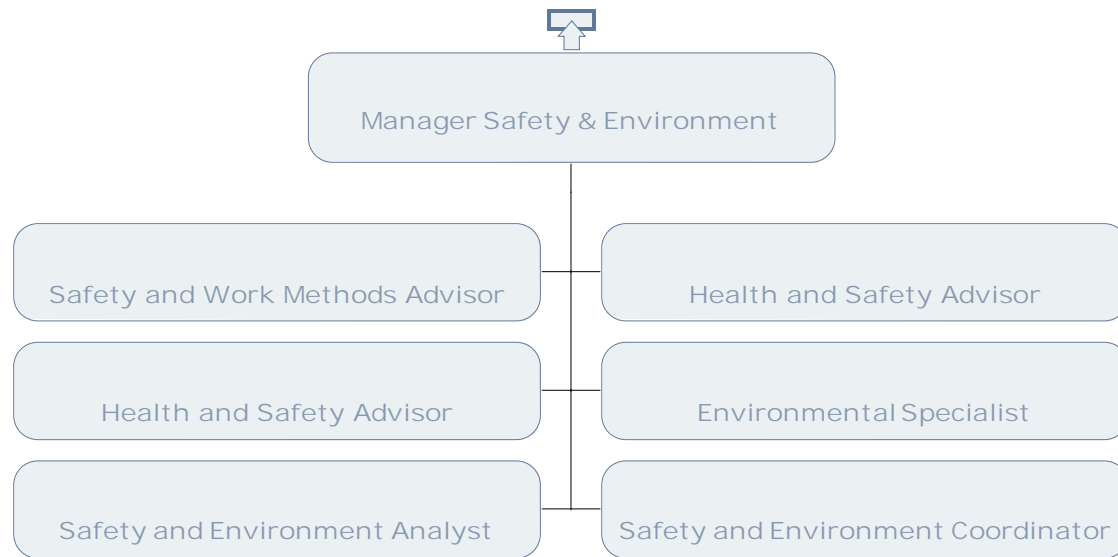 Manager Safety & Environment
Safety and Work Methods Advisor
Health and Safety Advisor
Health and Safety Advisor
Environmental Specialist
Safety and Environment Analyst
Safety and Environment Coordinator